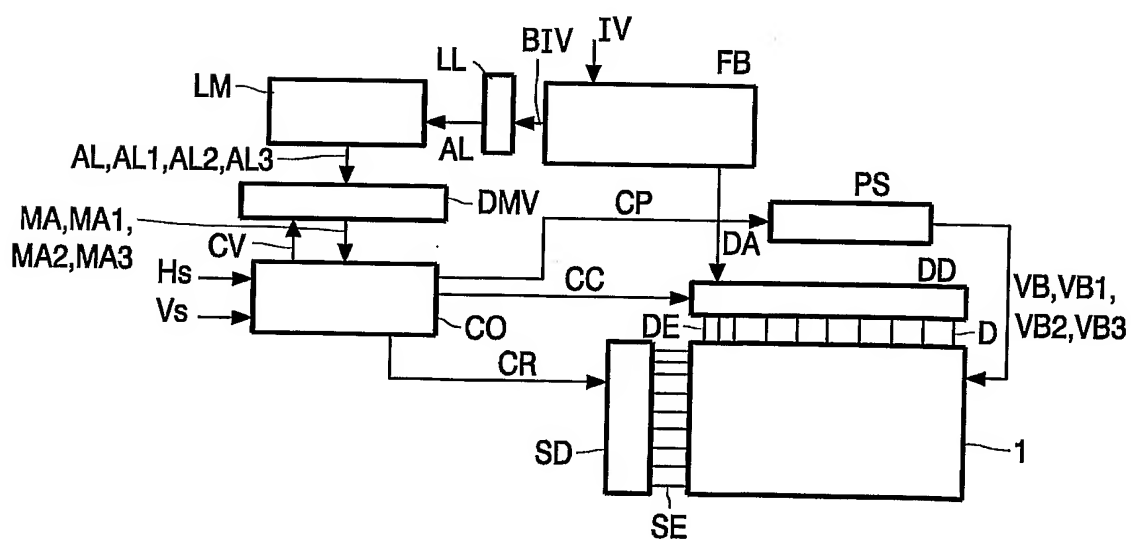 IV
BIV
FB
LL
LM
AL
AL,AL1,AL2,AL3
DMV
PS
CP
MA,MA1,
MA2,MA3
CV
DA
Hs
DD
CC
VB,VB1,
VB2,VB3
Vs
CO
DE
D
CR
SD
1
SE